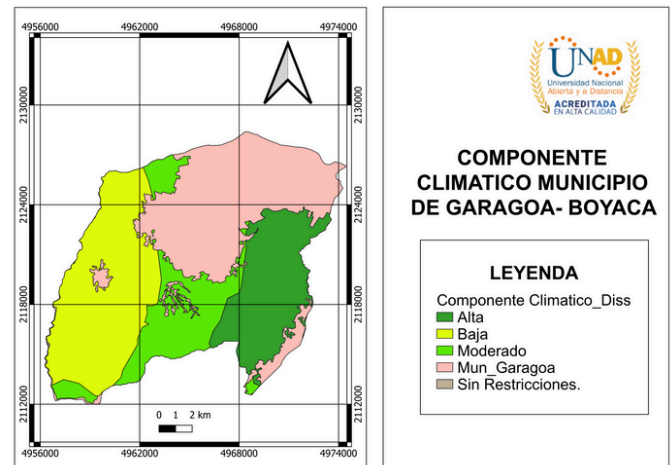 4956000 4962000 4968000 4974000
2130000 2130000
2124000 2124000
2118000 2118000
2112000 2112000
0 1 2 km
4956000 4962000 4968000 4974000
UNAD
Universidad Nacional
Abierta y a Distancia
ACREDITADA
EN ALTA CALIDAD
COMPONENTE
CLIMATICO MUNICIPIO
DE GARAGOA- BOYACA
LEYENDA
Componente Climatico_Diss
Alta
Baja
Moderado
Mun_Garagoa
Sin Restricciones.